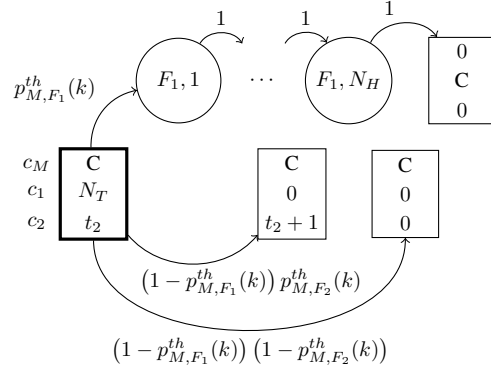 1 1 1
F_1, 1 ⋯ F_1, N_H
0
C
0
p^{th}_{M,F_1}(k)
c_M C C C
c_1 N_T 0 0
c_2 t_2 t_2 + 1 0
(1 − p^{th}_{M,F_1}(k)) p^{th}_{M,F_2}(k)
(1 − p^{th}_{M,F_1}(k)) (1 − p^{th}_{M,F_2}(k))